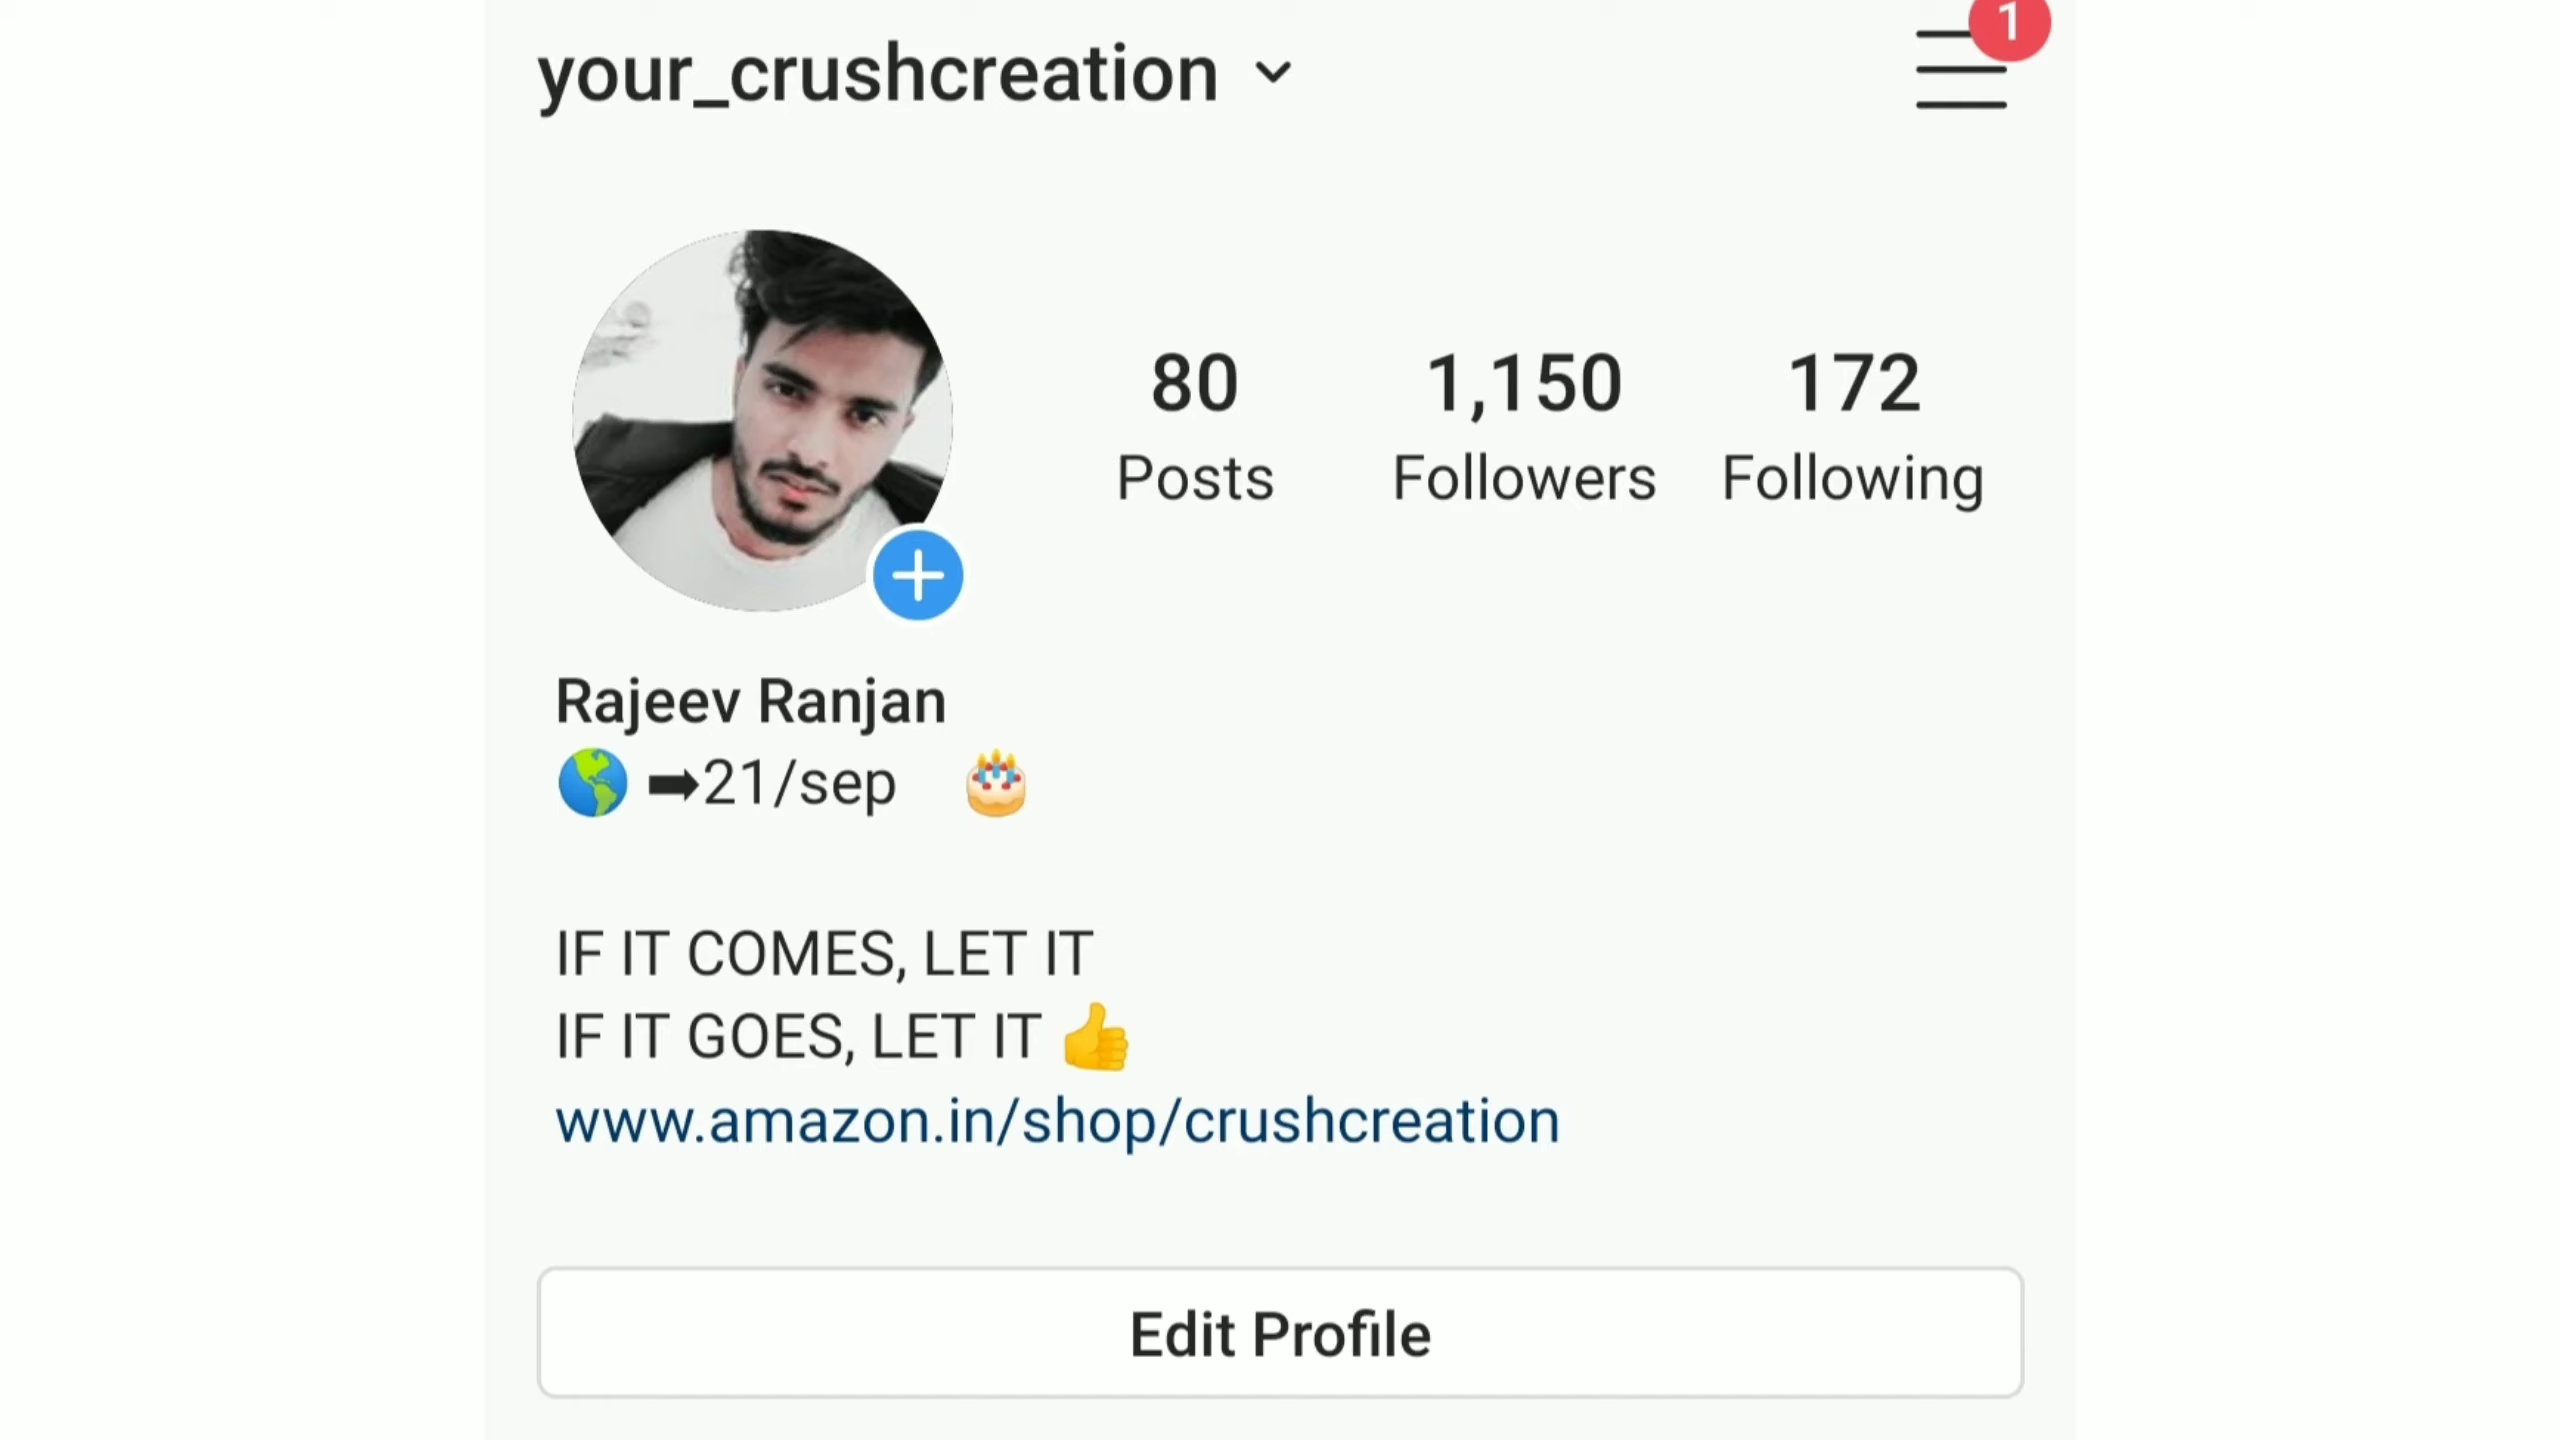 your_crushcreation
1
80 1,150 172
Posts Followers Following
Rajeev Ranjan
🌎 ➡21/sep 🎂
IF IT COMES, LET IT
IF IT GOES, LET IT 👍
www.amazon.in/shop/crushcreation
Edit Profile